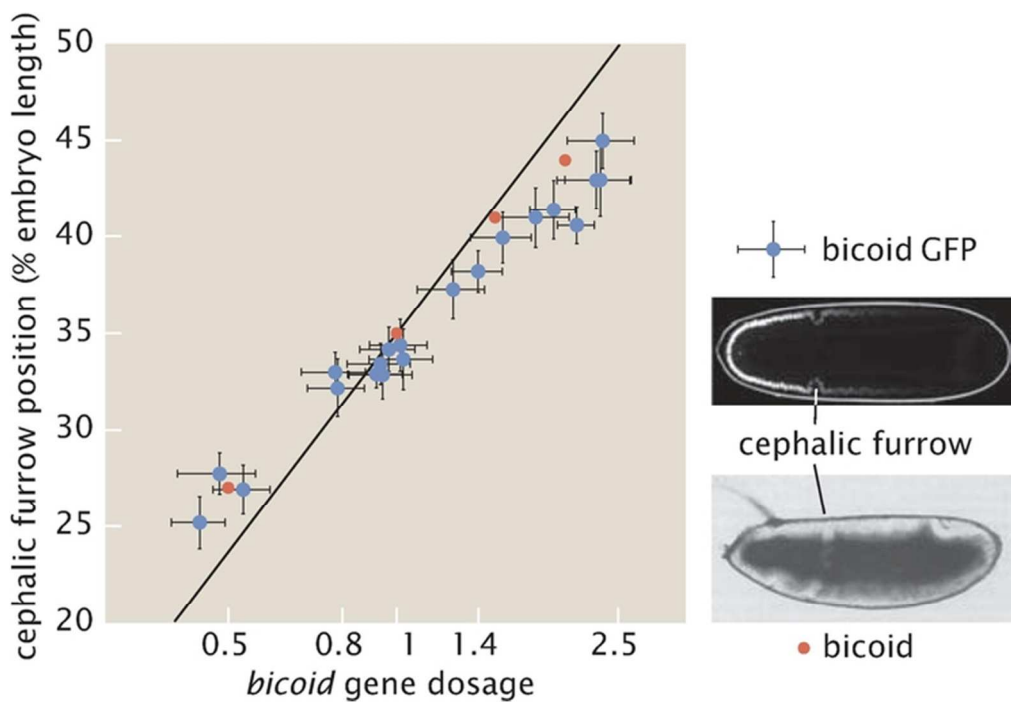 cephalic furrow position (% embryo length)
50
45
40
35
30
25
20
0.5 0.8 1 1.4 2.5
bicoid gene dosage
bicoid GFP
cephalic furrow
bicoid